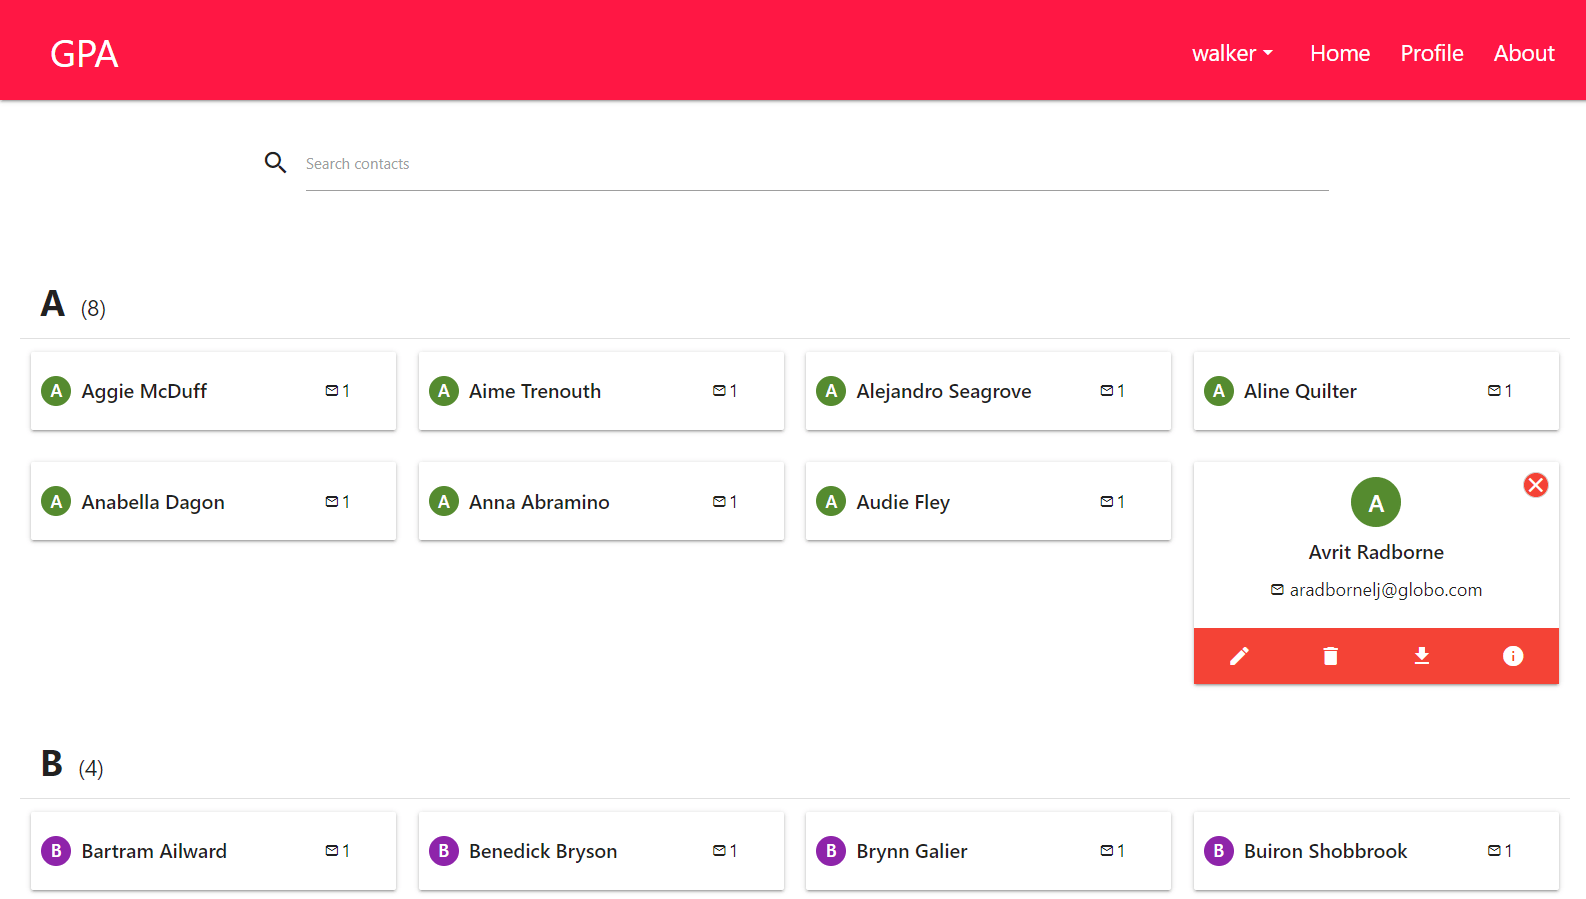 GPA
walker Home Profile About
Search contacts
A (8)
A Aggie McDuff 1
A Aime Trenouth 1
A Alejandro Seagrove 1
A Aline Quilter 1
A Anabella Dagon 1
A Anna Abramino 1
A Audie Fley 1
A
Avrit Radborne
aradbornelj@globo.com
B (4)
B Bartram Ailward 1
B Benedick Bryson 1
B Brynn Galier 1
B Buiron Shobbrook 1